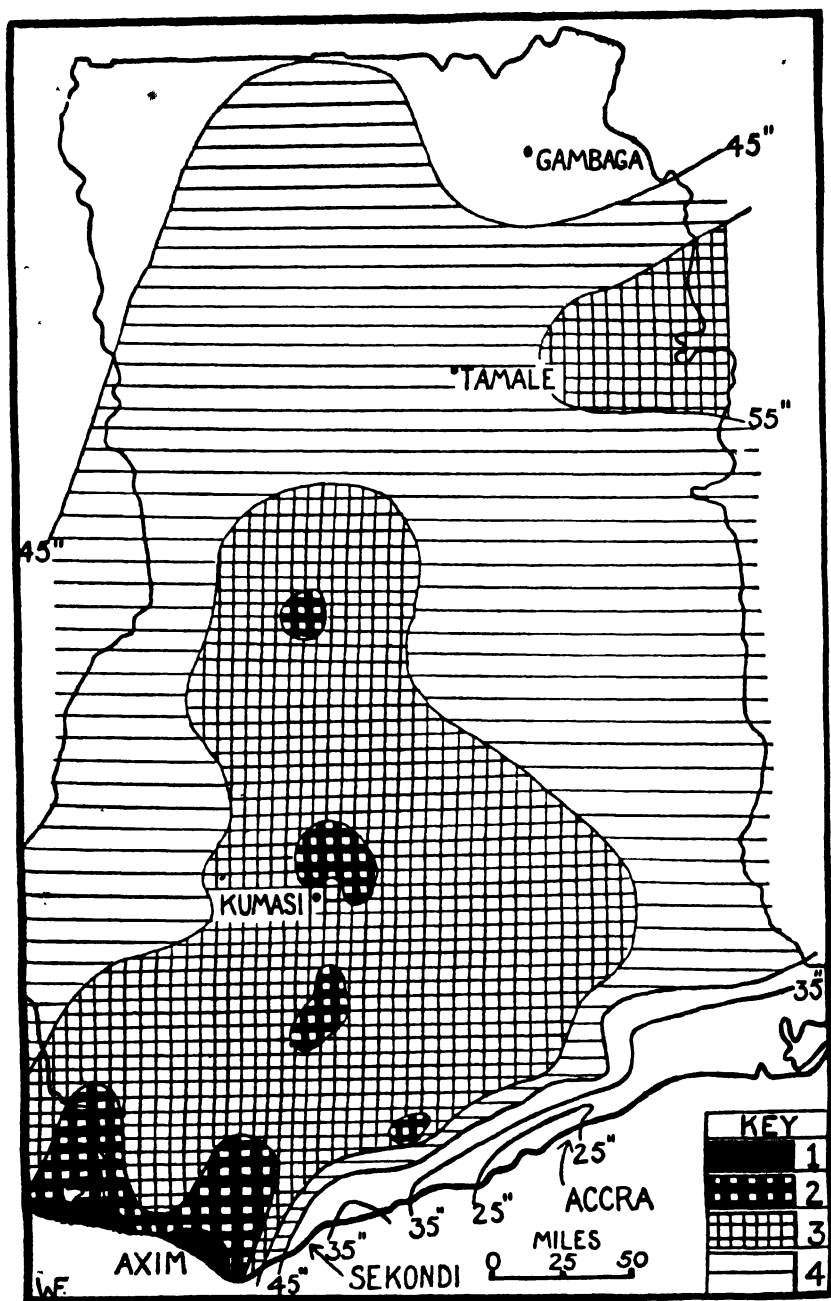 GAMBAGA
45"
TAMALE
55"
45"
KUMASI
35"
KEY
1
2
3
4
25"
ACCRA
25"
35"
35"
MILES
0 25 50
AXIM
SEKONDI
45"
W.F.